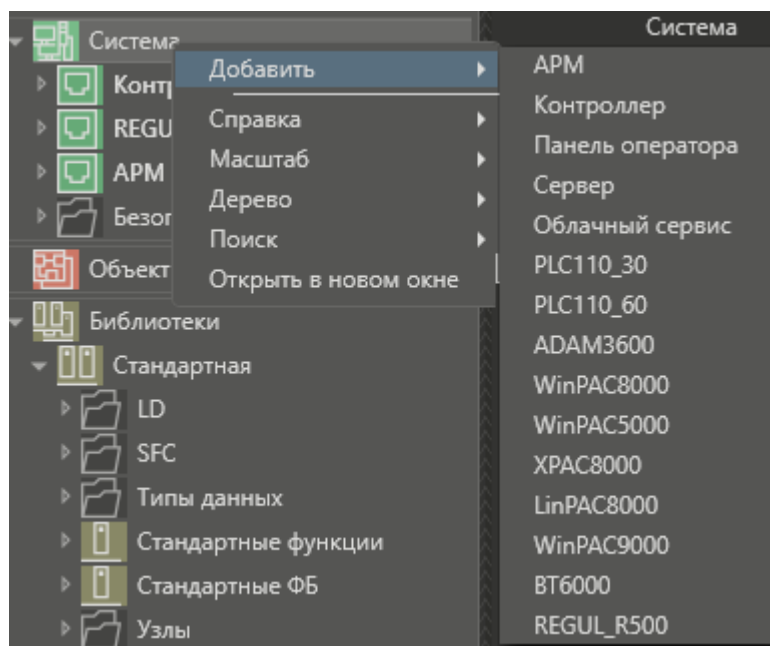 Система
Контр
REGU
АРМ
Безоп
Объект
Библиотеки
Стандартная
LD
SFC
Типы данных
Стандартные функции
Стандартные ФБ
Узлы
Добавить
Справка
Масштаб
Дерево
Поиск
Открыть в новом окне
Система
АРМ
Контроллер
Панель оператора
Сервер
Облачный сервис
PLC110_30
PLC110_60
ADAM3600
WinPAC8000
WinPAC5000
XPAC8000
LinPAC8000
WinPAC9000
BT6000
REGUL_R500